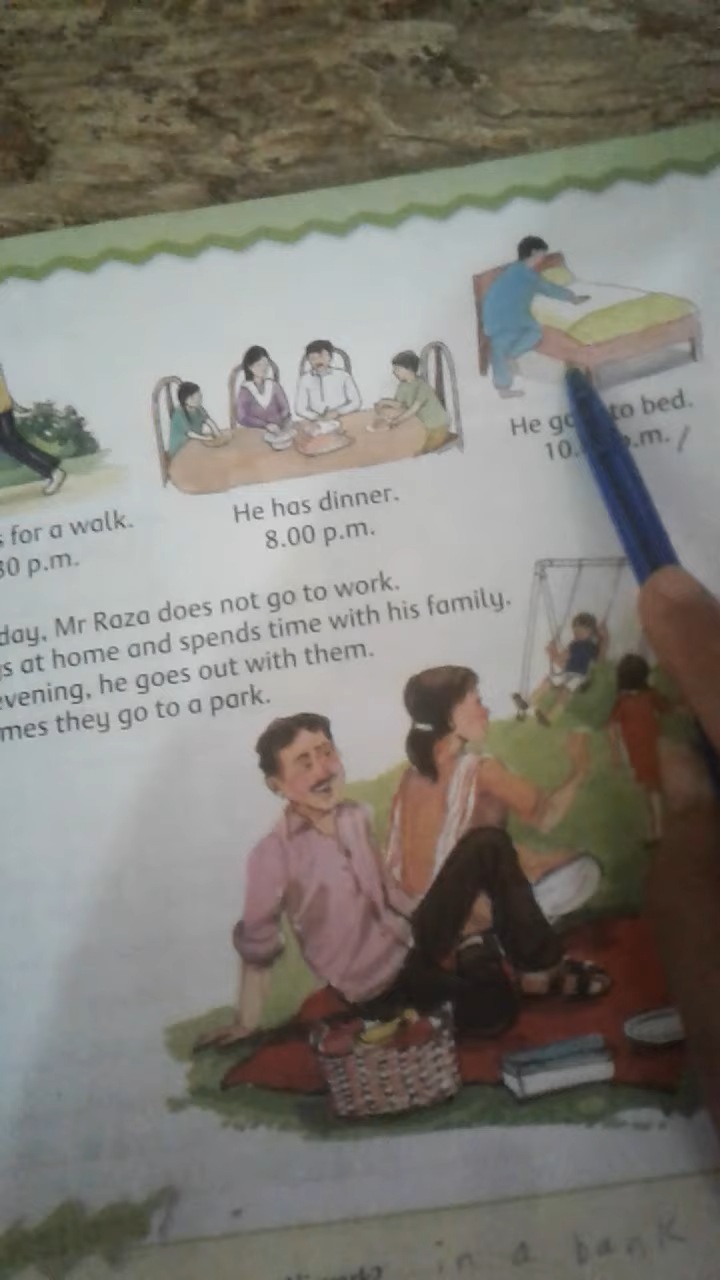 s for a walk.
30 p.m.
He has dinner.
8.00 p.m.
He to bed.
10. p.m.
day, Mr Raza does not go to work.
s at home and spends time with his family.
evening, he goes out with them.
mes they go to a park.
in a bank